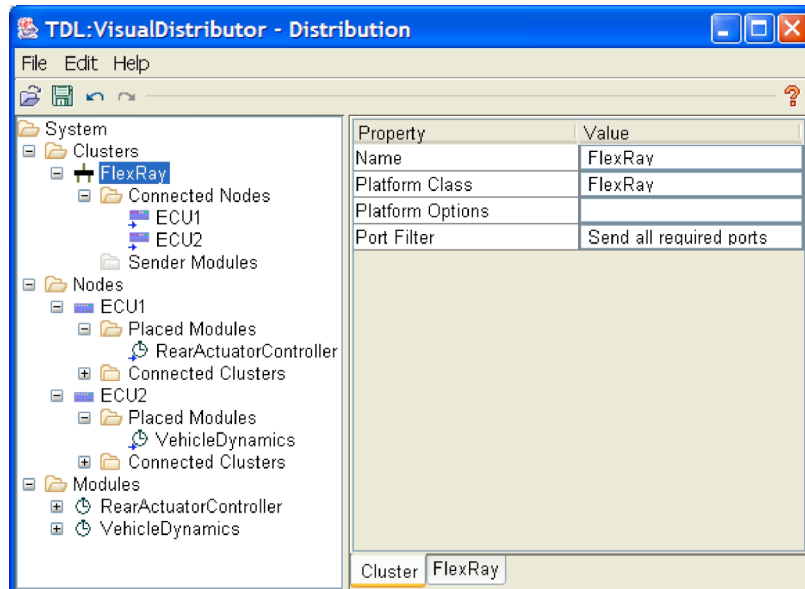 TDL:VisualDistributor - Distribution
File Edit Help
System
Clusters
FlexRay
Connected Nodes
ECU1
ECU2
Sender Modules
Nodes
ECU1
Placed Modules
RearActuatorController
Connected Clusters
ECU2
Placed Modules
VehicleDynamics
Connected Clusters
Modules
RearActuatorController
VehicleDynamics
Property Value
Name FlexRay
Platform Class FlexRay
Platform Options
Port Filter Send all required ports
Cluster FlexRay